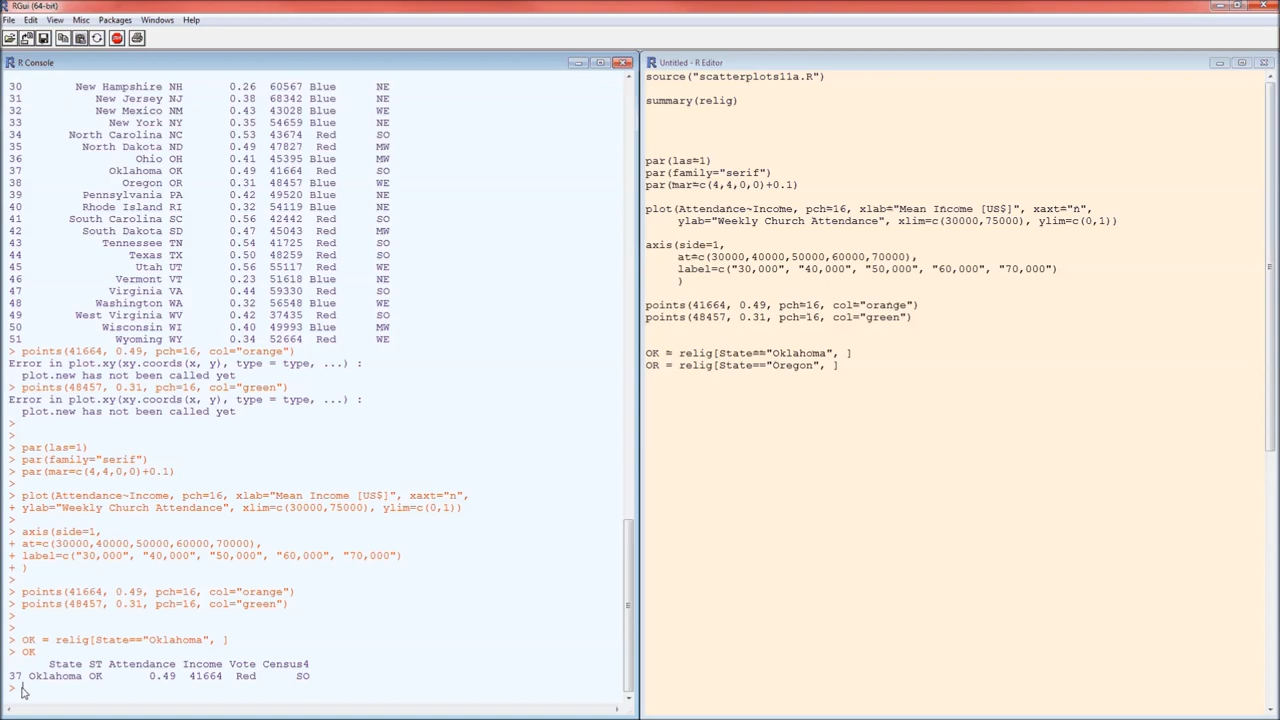 RGui (64-bit)
File Edit View Misc Packages Windows Help
STOP
R Console
30 New Hampshire NH 0.26 60567 Blue NE
31 New Jersey NJ 0.38 68342 Blue NE
32 New Mexico NM 0.43 43028 Blue WE
33 New York NY 0.35 54659 Blue NE
34 North Carolina NC 0.53 43674 Red SO
35 North Dakota ND 0.49 47827 Red MW
36 Ohio OH 0.41 45395 Blue MW
37 Oklahoma OK 0.49 41664 Red SO
38 Oregon OR 0.31 48457 Blue WE
39 Pennsylvania PA 0.42 49520 Blue NE
40 Rhode Island RI 0.32 54119 Blue NE
41 South Carolina SC 0.56 42442 Red SO
42 South Dakota SD 0.47 45043 Red MW
43 Tennessee TN 0.54 41725 Red SO
44 Texas TX 0.50 48259 Red SO
45 Utah UT 0.56 55117 Red WE
46 Vermont VT 0.23 51618 Blue NE
47 Virginia VA 0.44 59330 Red SO
48 Washington WA 0.32 56548 Blue WE
49 West Virginia WV 0.42 37435 Red SO
50 Wisconsin WI 0.40 49993 Blue MW
51 Wyoming WY 0.34 52664 Red WE
> points(41664, 0.49, pch=16, col="orange")
Error in plot.xy(xy.coords(x, y), type = type, ...) :
plot.new has not been called yet
> points(48457, 0.31, pch=16, col="green")
Error in plot.xy(xy.coords(x, y), type = type, ...) :
plot.new has not been called yet
>
>
> par(las=1)
> par(family="serif")
> par(mar=c(4,4,0,0)+0.1)
>
> plot(Attendance~Income, pch=16, xlab="Mean Income [US$]", xaxt="n",
+ ylab="Weekly Church Attendance", xlim=c(30000,75000), ylim=c(0,1))
>
> axis(side=1,
+ at=c(30000,40000,50000,60000,70000),
+ label=c("30,000", "40,000", "50,000", "60,000", "70,000")
+ )
>
> points(41664, 0.49, pch=16, col="orange")
> points(48457, 0.31, pch=16, col="green")
>
>
> OK = relig[State=="Oklahoma", ]
> OK
State ST Attendance Income Vote Census4
37 Oklahoma OK 0.49 41664 Red SO
>
Untitled - R Editor
source("scatterplots11a.R")
summary(relig)
par(las=1)
par(family="serif")
par(mar=c(4,4,0,0)+0.1)
plot(Attendance~Income, pch=16, xlab="Mean Income [US$]", xaxt="n",
ylab="Weekly Church Attendance", xlim=c(30000,75000), ylim=c(0,1))
axis(side=1,
at=c(30000,40000,50000,60000,70000),
label=c("30,000", "40,000", "50,000", "60,000", "70,000")
)
points(41664, 0.49, pch=16, col="orange")
points(48457, 0.31, pch=16, col="green")
OK = relig[State=="Oklahoma", ]
OR = relig[State=="Oregon", ]